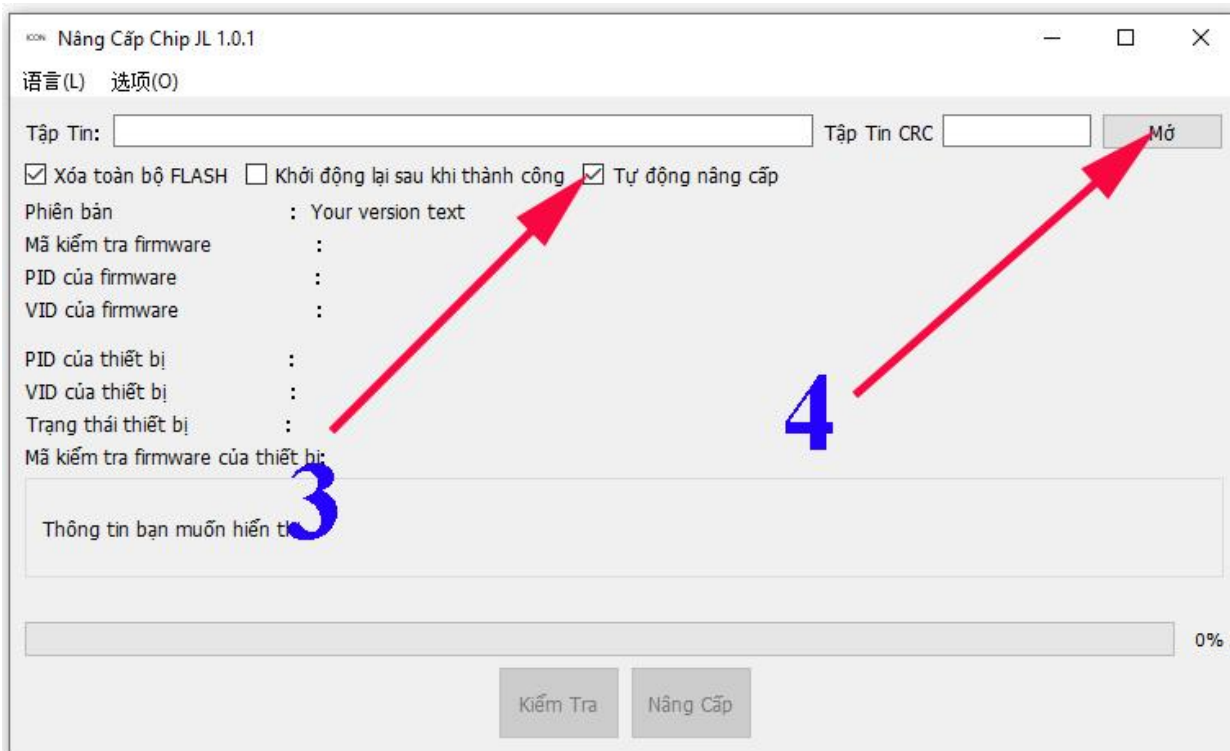 ICON Nâng Cấp Chip JL 1.0.1
语言(L) 选项(O)
Tập Tin: Tập Tin CRC Mở
Xóa toàn bộ FLASH Khởi động lại sau khi thành công Tự động nâng cấp
Phiên bản : Your version text
Mã kiểm tra firmware :
PID của firmware :
VID của firmware :
PID của thiết bị :
VID của thiết bị :
Trạng thái thiết bị :
Mã kiểm tra firmware của thiết bị:
4
3
Thông tin bạn muốn hiển th
0%
Kiểm Tra Nâng Cấp